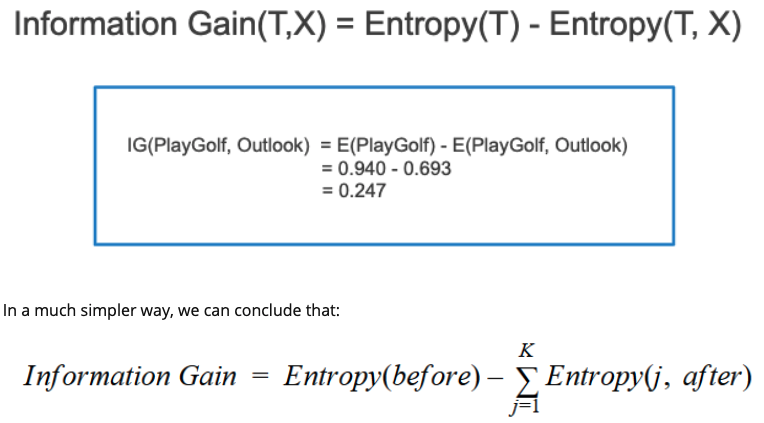 Information Gain(T,X) = Entropy(T) - Entropy(T, X)
IG(PlayGolf, Outlook) = E(PlayGolf) - E(PlayGolf, Outlook)
= 0.940 - 0.693
= 0.247
In a much simpler way, we can conclude that:
K
Information Gain = Entropy(before) – ∑ Entropy(j, after)
j=1